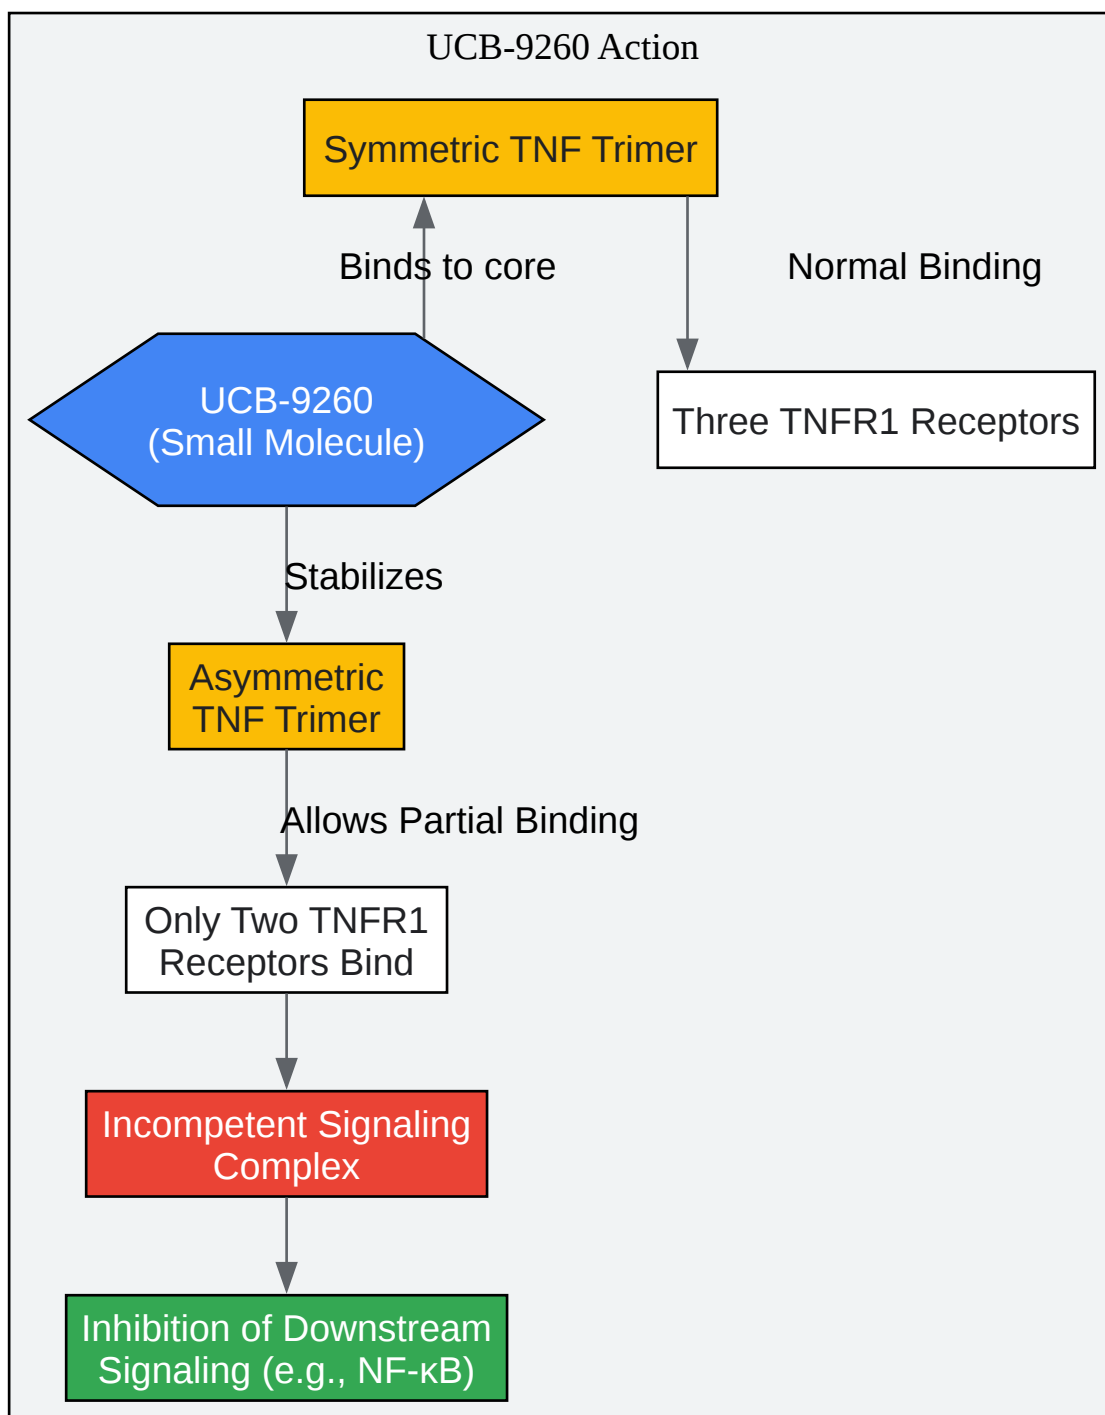 UCB-9260 Action
Symmetric TNF Trimer
Binds to core
Normal Binding
UCB-9260
(Small Molecule)
Three TNFR1 Receptors
Stabilizes
Asymmetric
TNF Trimer
Allows Partial Binding
Only Two TNFR1
Receptors Bind
Incompetent Signaling
Complex
Inhibition of Downstream
Signaling (e.g., NF-κB)